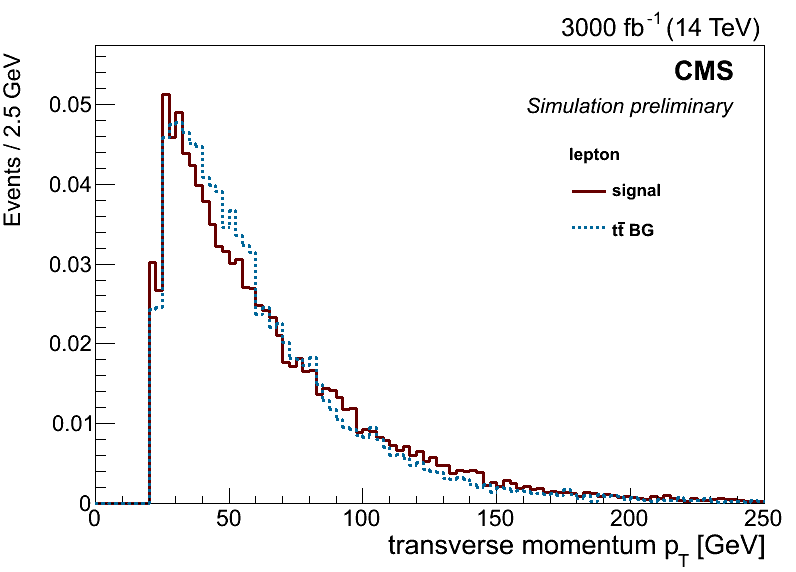 3000 fb⁻¹ (14 TeV)
CMS
Simulation preliminary
lepton
signal
tt̄ BG
Events / 2.5 GeV
0.05
0.04
0.03
0.02
0.01
0
0 50 100 150 200 250
transverse momentum p_T [GeV]